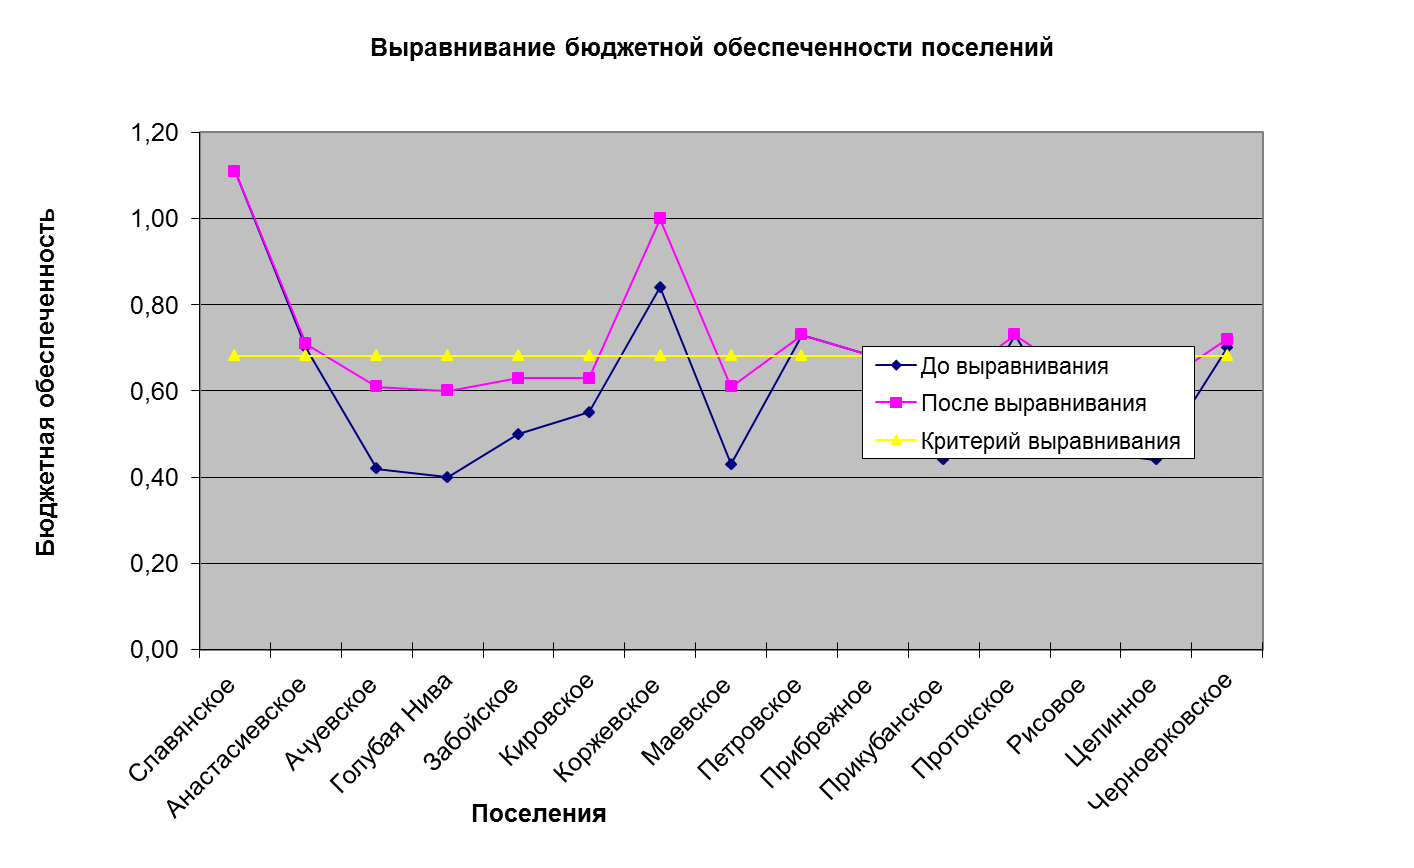 Выравнивание бюджетной обеспеченности поселений
Бюджетная обеспеченность
1,20
1,00
0,80
0,60
0,40
0,20
0,00
До выравнивания
После выравнивания
Критерий выравнивания
Славянское
Анастасиевское
Ачуевское
Голубая Нива
Забойское
Кировское
Коржевское
Маевское
Петровское
Прибрежное
Прикубанское
Протокское
Рисовое
Целинное
Черноерковское
Поселения